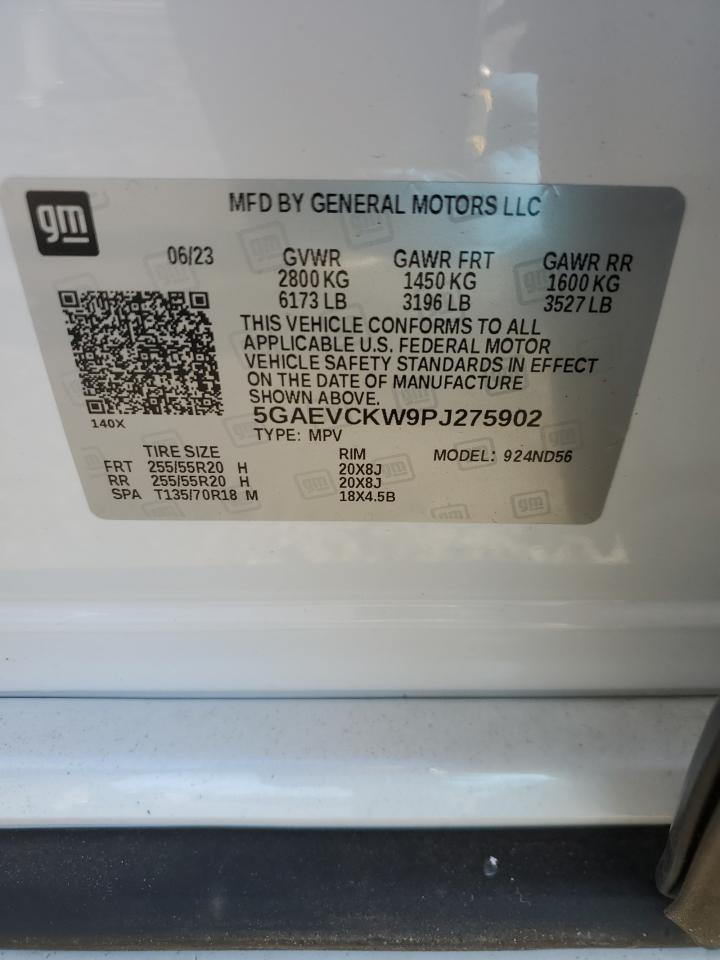 gm
MFD BY GENERAL MOTORS LLC
06/23 GVWR GAWR FRT GAWR RR
2800 KG 1450 KG 1600 KG
6173 LB 3196 LB 3527 LB
THIS VEHICLE CONFORMS TO ALL
APPLICABLE U.S. FEDERAL MOTOR
VEHICLE SAFETY STANDARDS IN EFFECT
ON THE DATE OF MANUFACTURE
SHOWN ABOVE.
140X
5GAEVCKW9PJ275902
TYPE: MPV
TIRE SIZE RIM MODEL: 924ND56
FRT 255/55R20 H 20X8J
RR 255/55R20 H 20X8J
SPA T135/70R18 M 18X4.5B